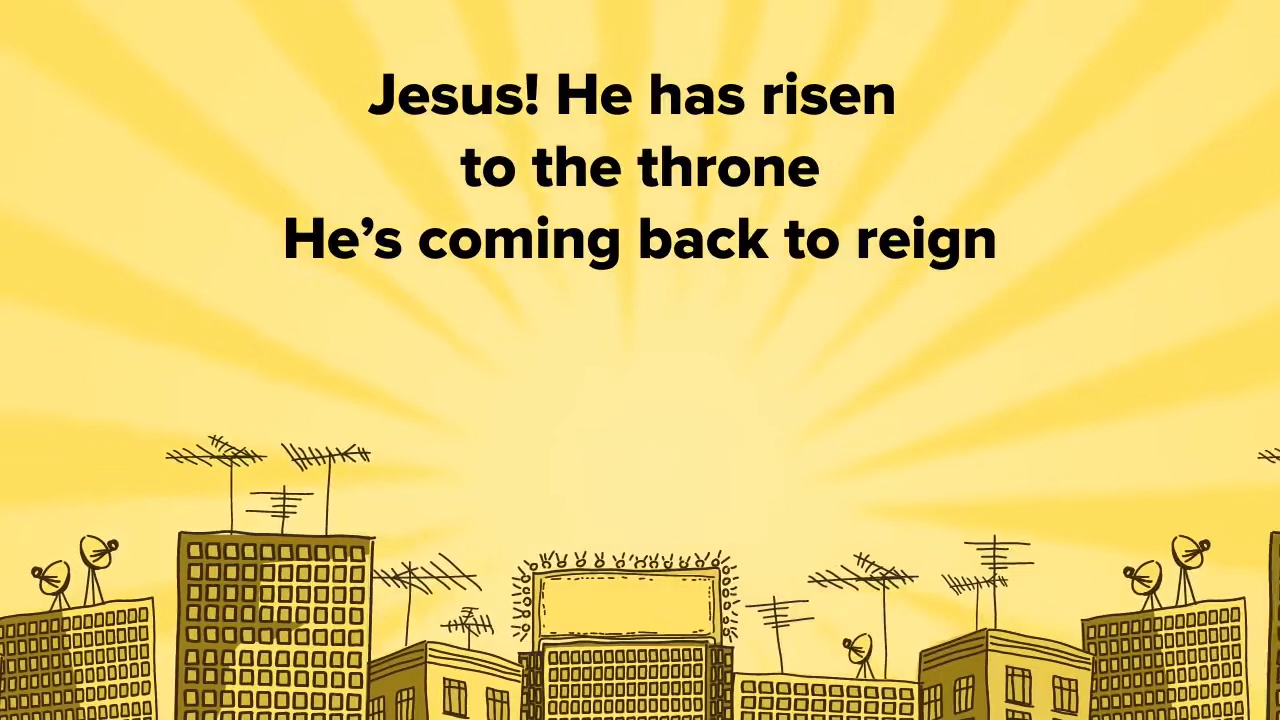 Jesus! He has risen
to the throne
He’s coming back to reign